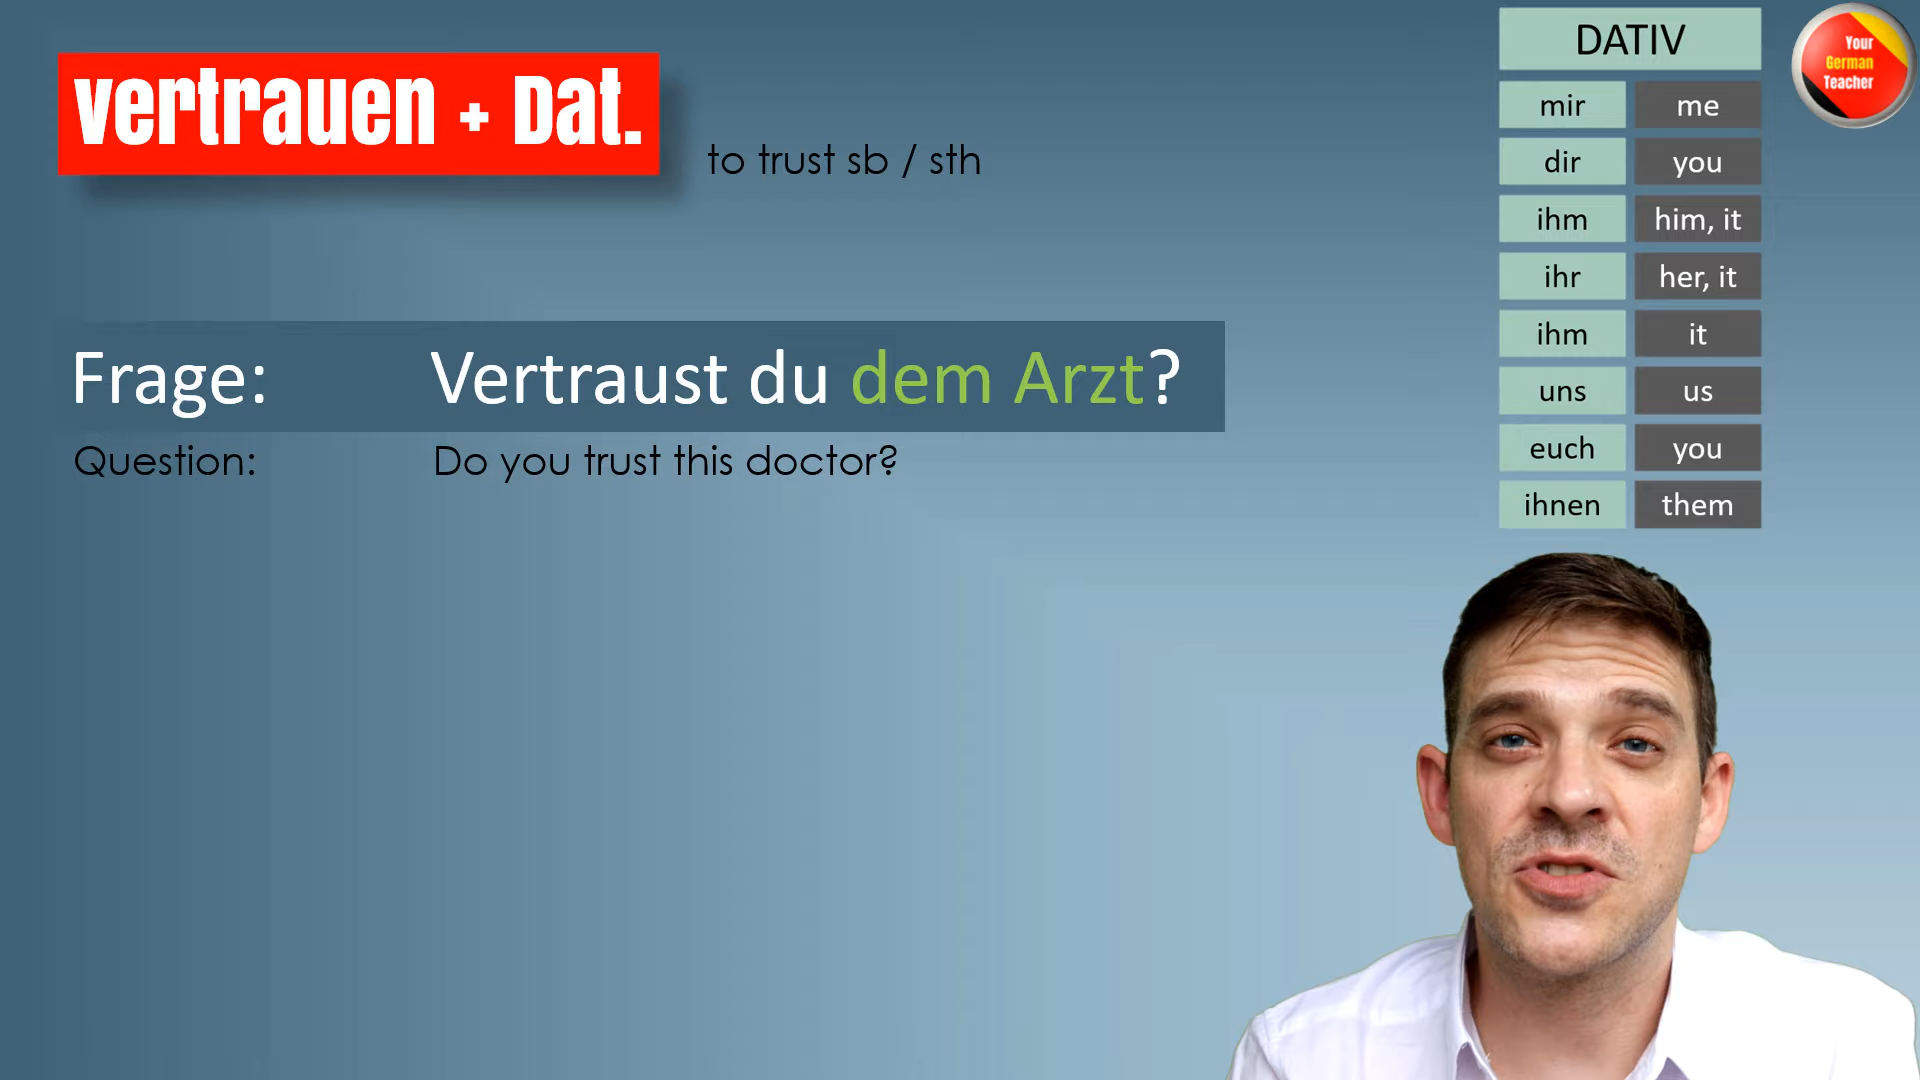 vertrauen + Dat.
to trust sb / sth
Frage: Vertraust du dem Arzt?
Question: Do you trust this doctor?
DATIV
mir me
dir you
ihm him, it
ihr her, it
ihm it
uns us
euch you
ihnen them
Your
German
Teacher